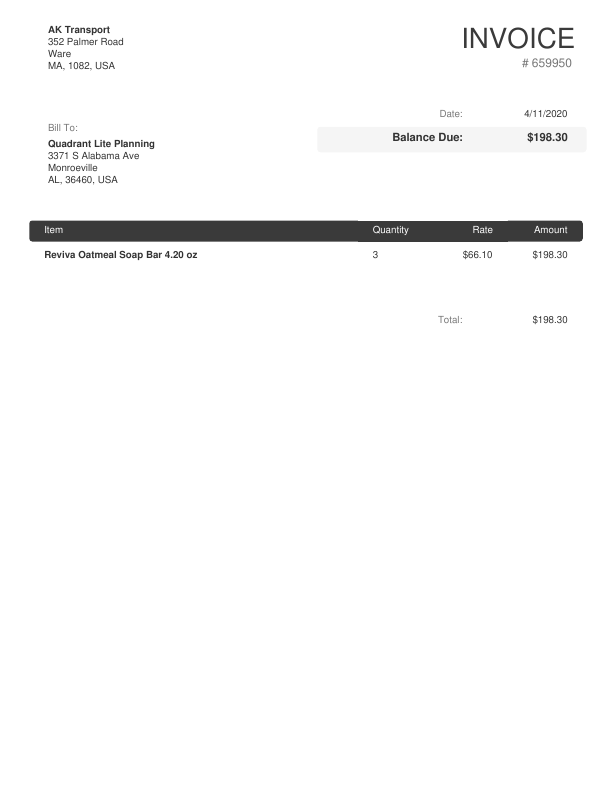 AK Transport
352 Palmer Road
Ware
MA, 1082, USA
INVOICE
# 659950
Date: 4/11/2020
Balance Due: $198.30
Bill To:
Quadrant Lite Planning
3371 S Alabama Ave
Monroeville
AL, 36460, USA
Item Quantity Rate Amount
Reviva Oatmeal Soap Bar 4.20 oz 3 $66.10 $198.30
Total: $198.30